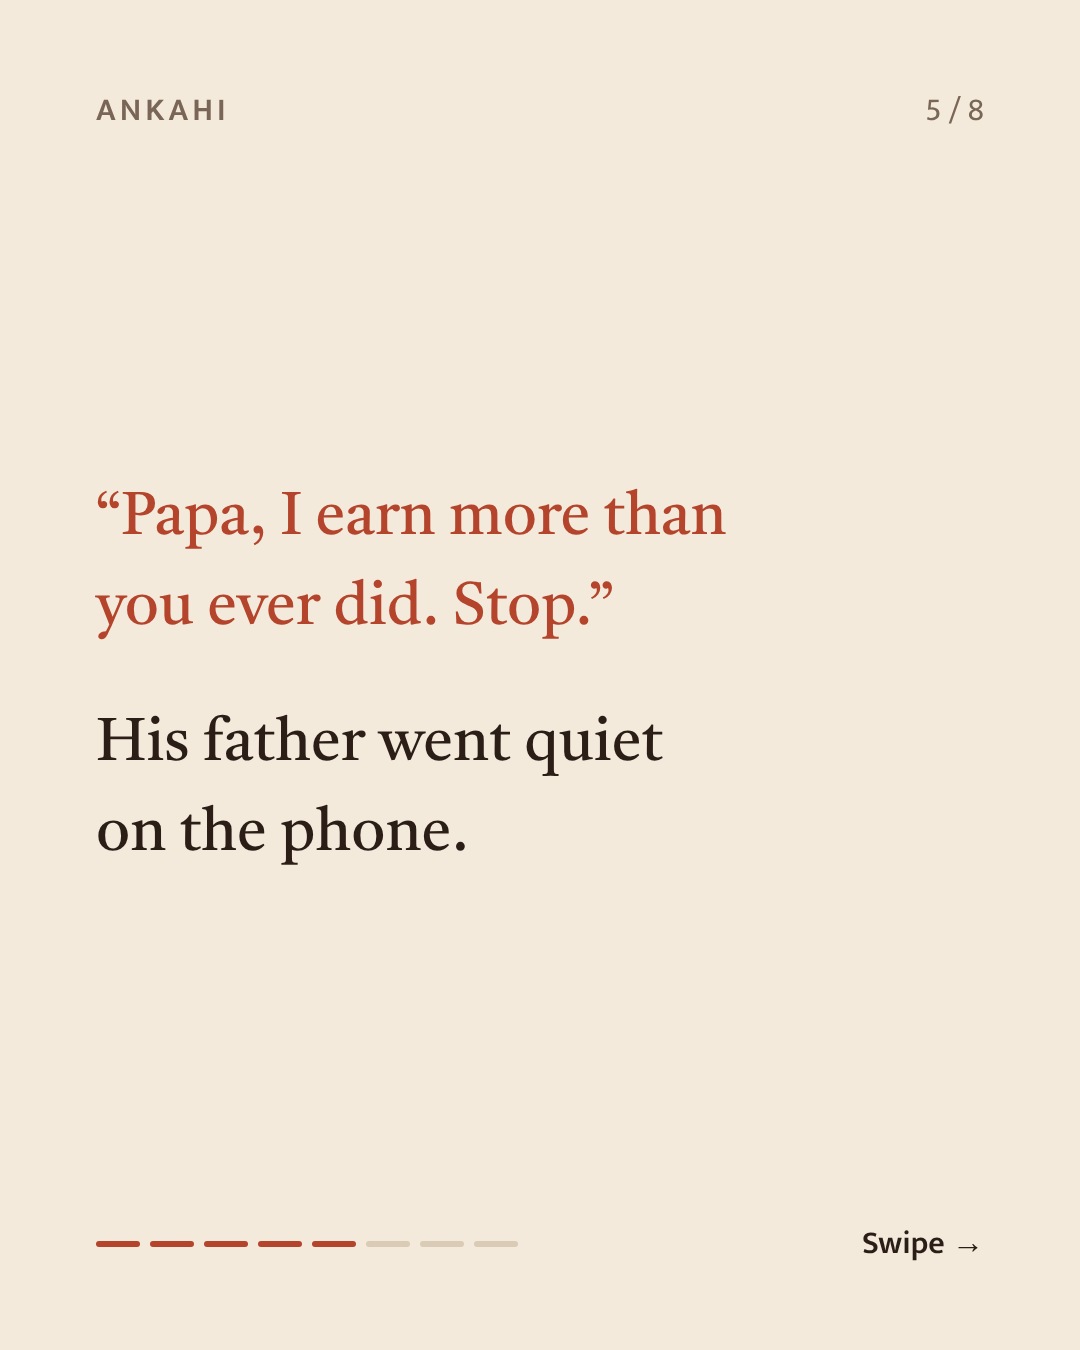 ANKAHI
5 / 8
“Papa, I earn more than
you ever did. Stop.”
His father went quiet
on the phone.
Swipe →